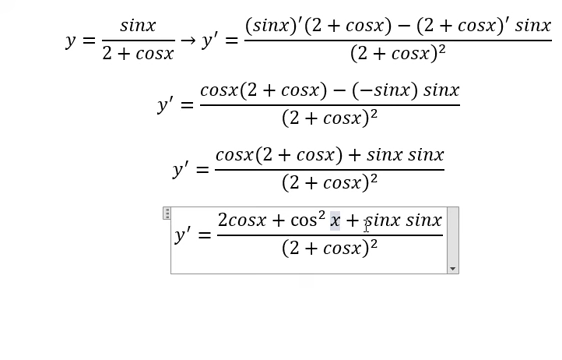 y = sinx / (2 + cosx) → y′ = ((sinx)′(2 + cosx) − (2 + cosx)′ sinx) / (2 + cosx)²
y′ = (cosx(2 + cosx) − (−sinx) sinx) / (2 + cosx)²
y′ = (cosx(2 + cosx) + sinx sinx) / (2 + cosx)²
y′ = (2cosx + cos² x + sinx sinx) / (2 + cosx)²